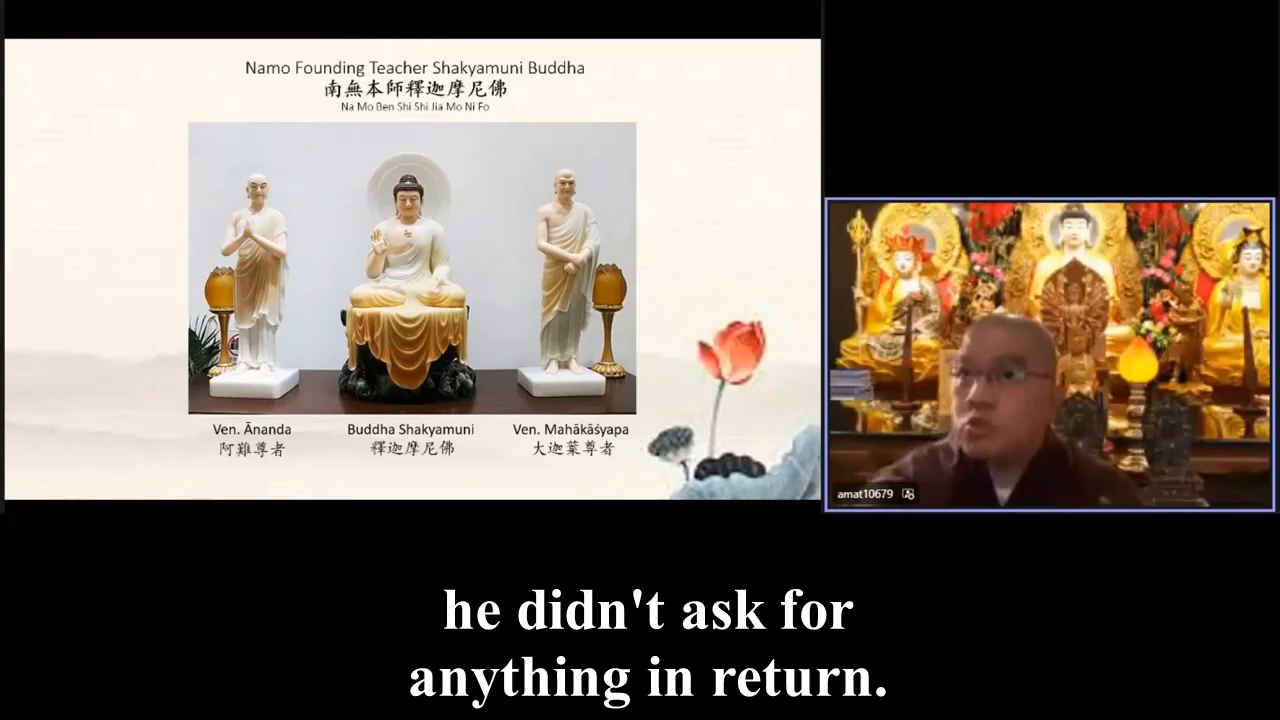 Namo Founding Teacher Shakyamuni Buddha
南無本師釋迦摩尼佛
Na Mo Ben Shi Shi Jia Mo Ni Fo
Ven. Ānanda
阿難尊者
Buddha Shakyamuni
釋迦摩尼佛
Ven. Mahākāśyapa
大迦葉尊者
amat10679
he didn't ask for
anything in return.